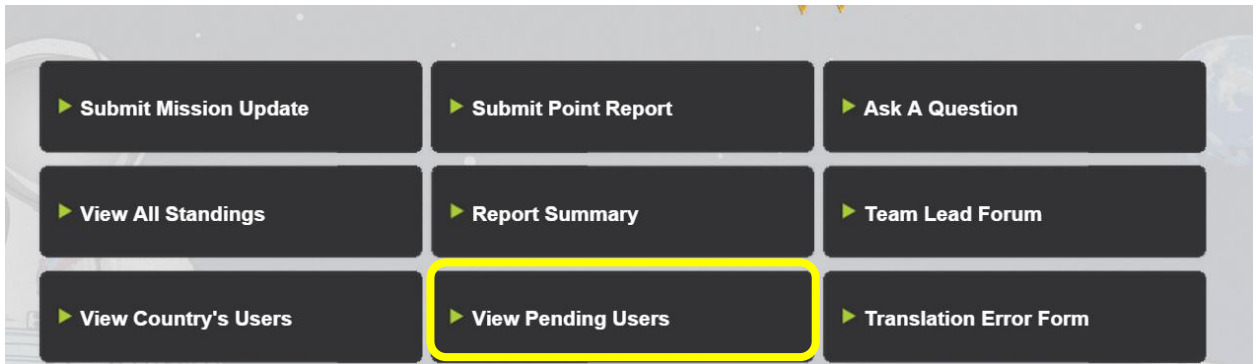 Submit Mission Update
Submit Point Report
Ask A Question
View All Standings
Report Summary
Team Lead Forum
View Country's Users
View Pending Users
Translation Error Form